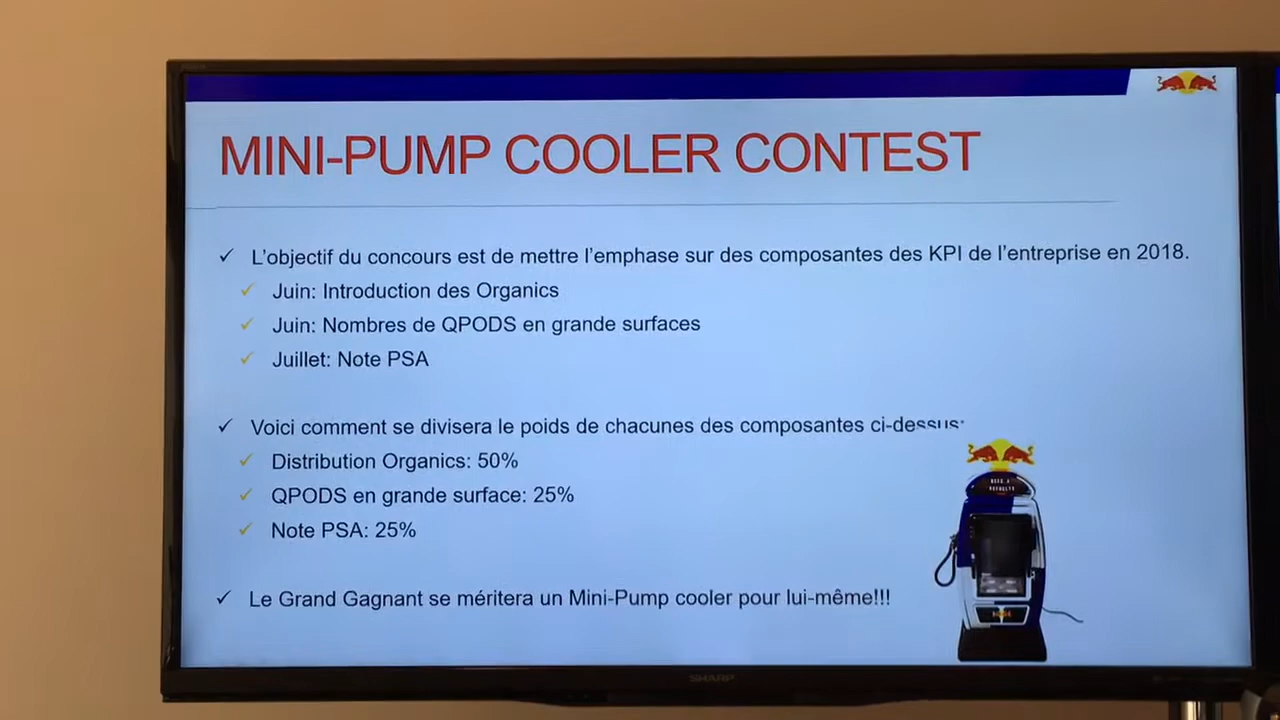 MINI-PUMP COOLER CONTEST
✓ L'objectif du concours est de mettre l'emphase sur des composantes des KPI de l'entreprise en 2018.
✓ Juin: Introduction des Organics
✓ Juin: Nombres de QPODS en grande surfaces
✓ Juillet: Note PSA
✓ Voici comment se divisera le poids de chacunes des composantes ci-dessus:
✓ Distribution Organics: 50%
✓ QPODS en grande surface: 25%
✓ Note PSA: 25%
✓ Le Grand Gagnant se méritera un Mini-Pump cooler pour lui-même!!!
SHARP